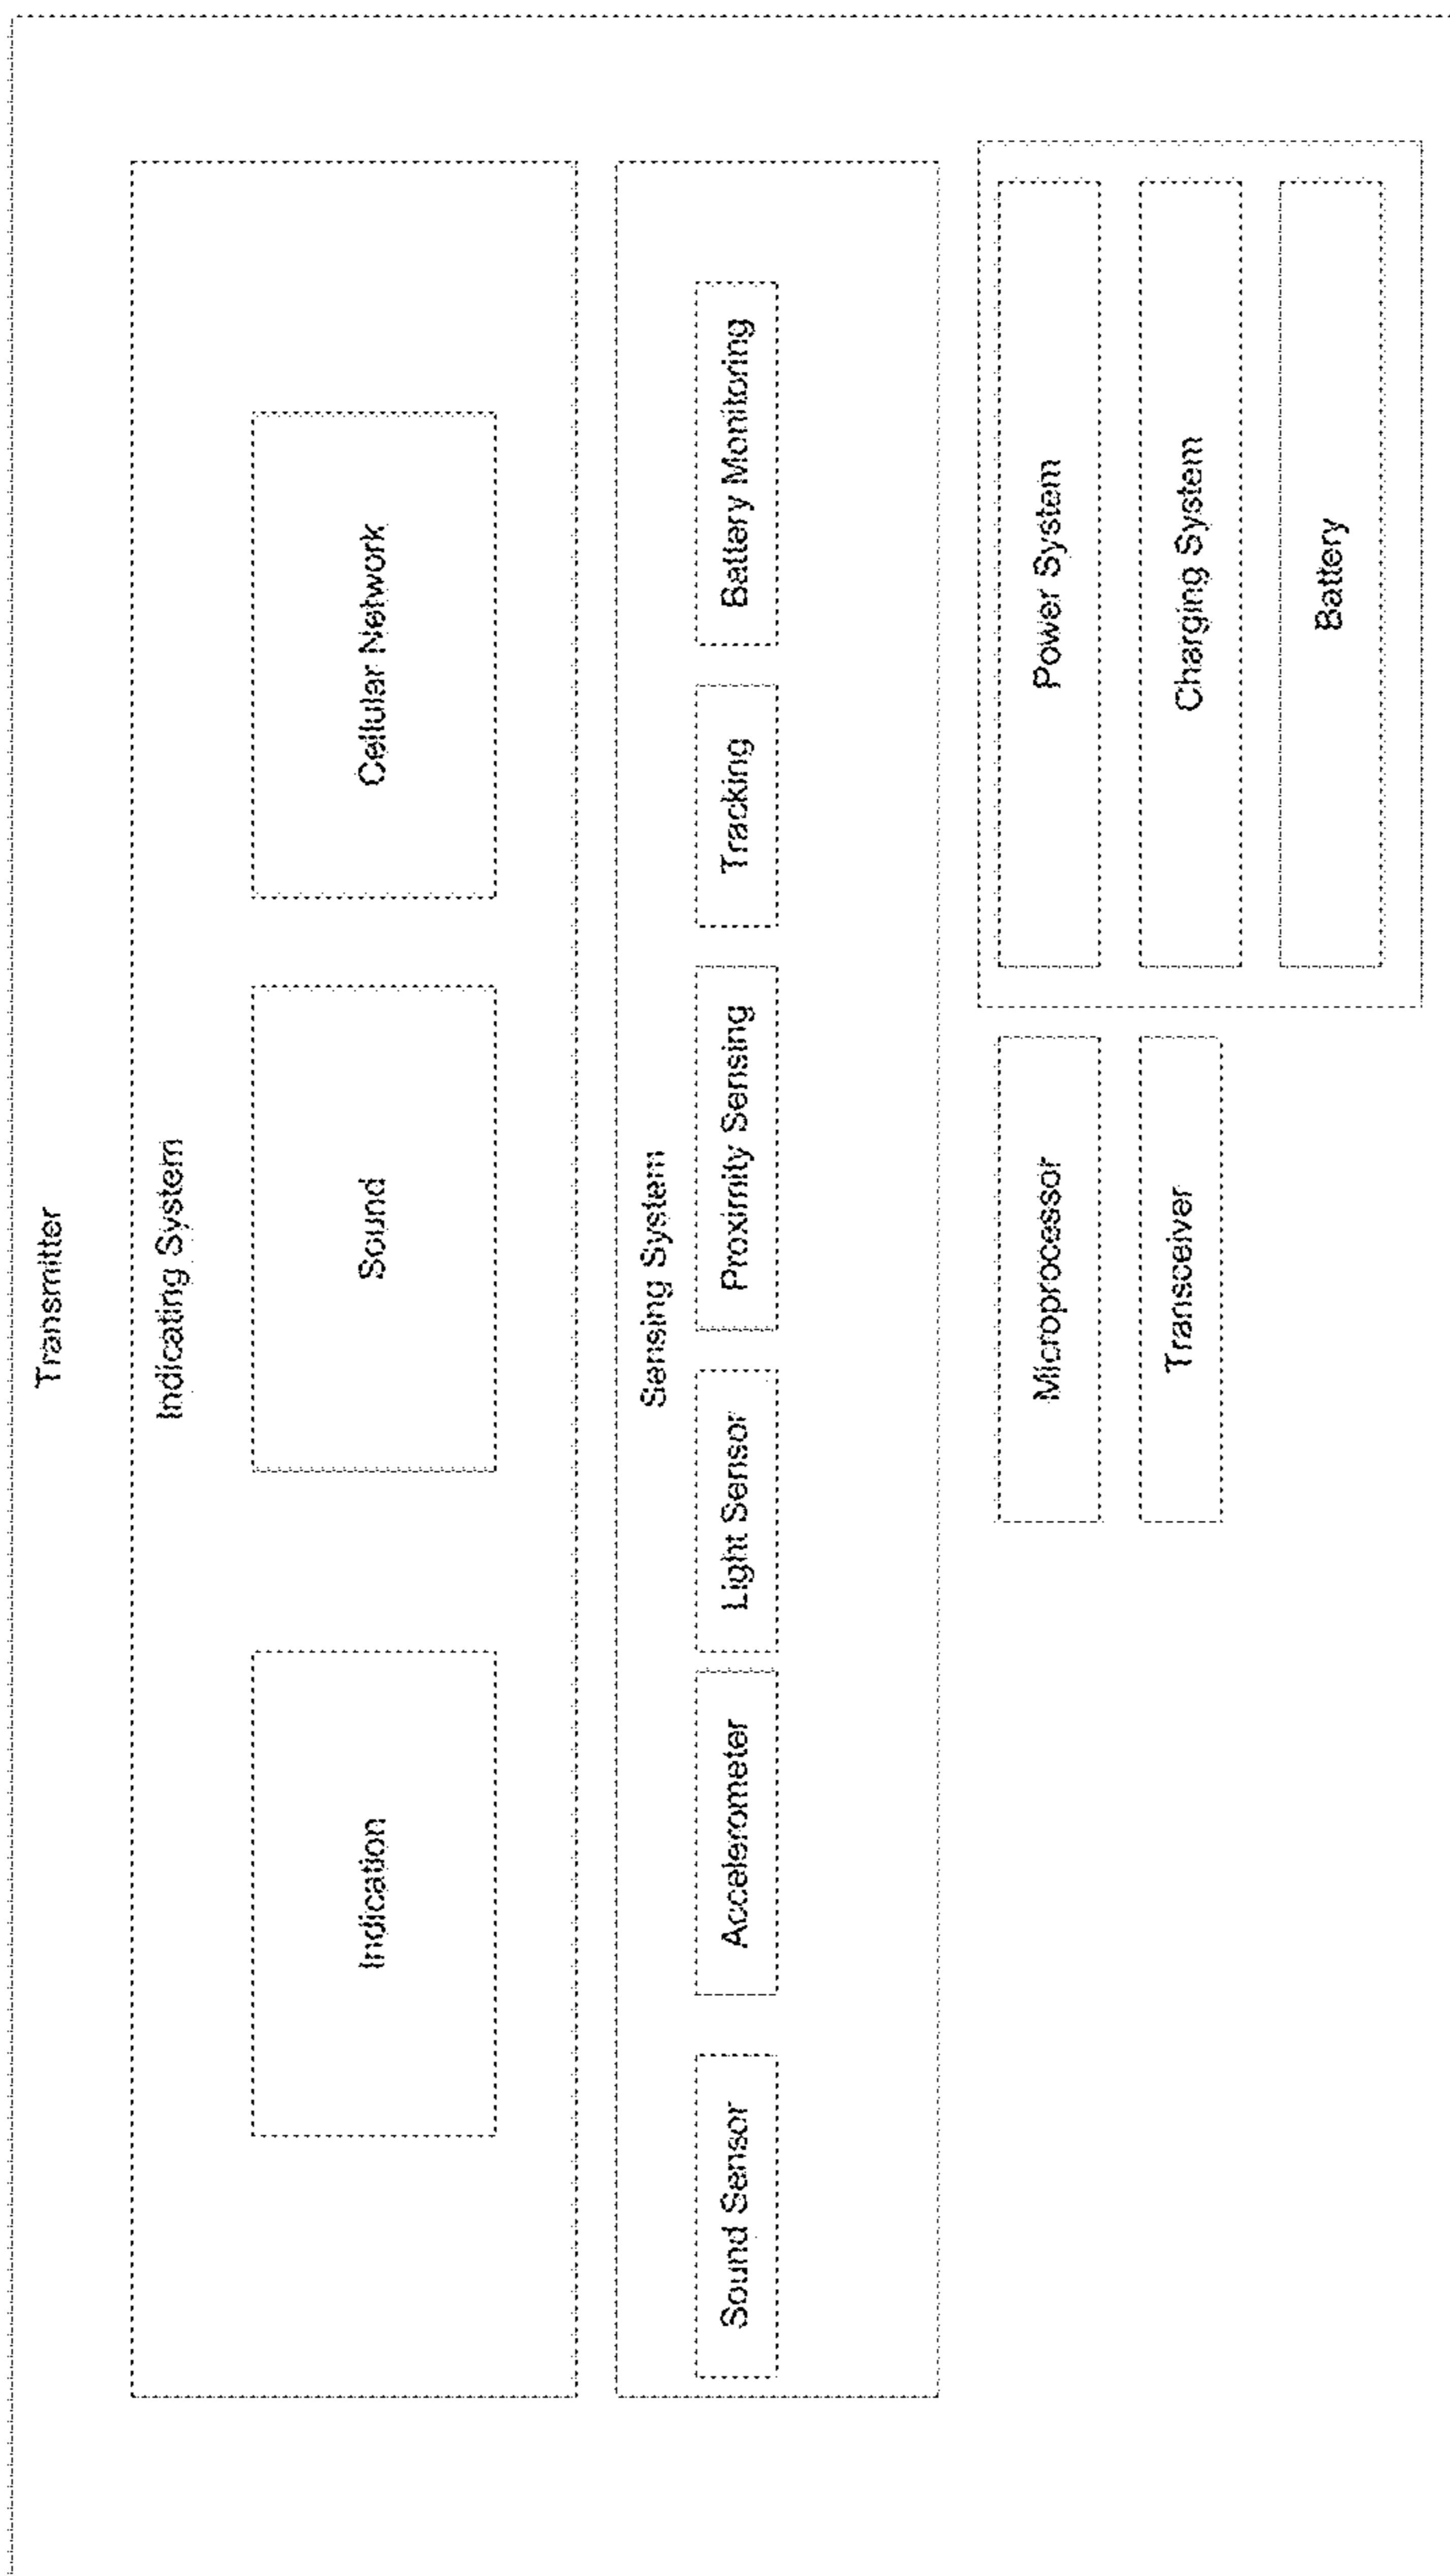 Transmitter
Indicating System
Indication
Sound
Cellular Network
Sensing System
Sound Sensor
Accelerometer
Light Sensor
Proximity Sensing
Tracking
Battery Monitoring
Microprocessor
Power System
Transceiver
Charging System
Battery